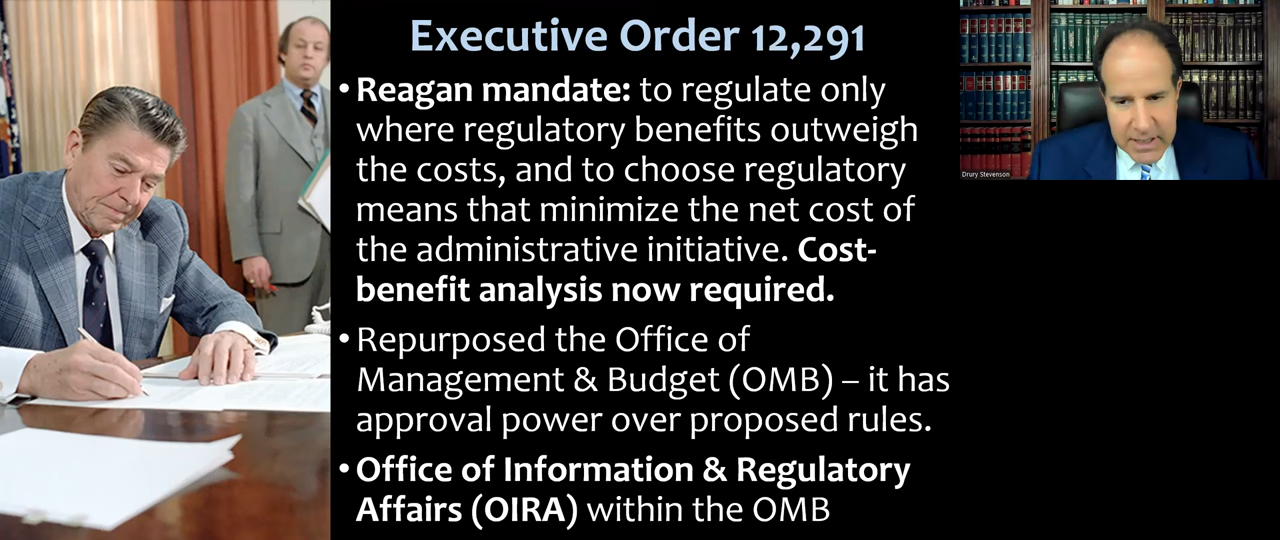 Executive Order 12,291
• Reagan mandate: to regulate only
where regulatory benefits outweigh
the costs, and to choose regulatory
means that minimize the net cost of
the administrative initiative. Cost-
benefit analysis now required.
• Repurposed the Office of
Management & Budget (OMB) – it has
approval power over proposed rules.
• Office of Information & Regulatory
Affairs (OIRA) within the OMB
Drury Stevenson